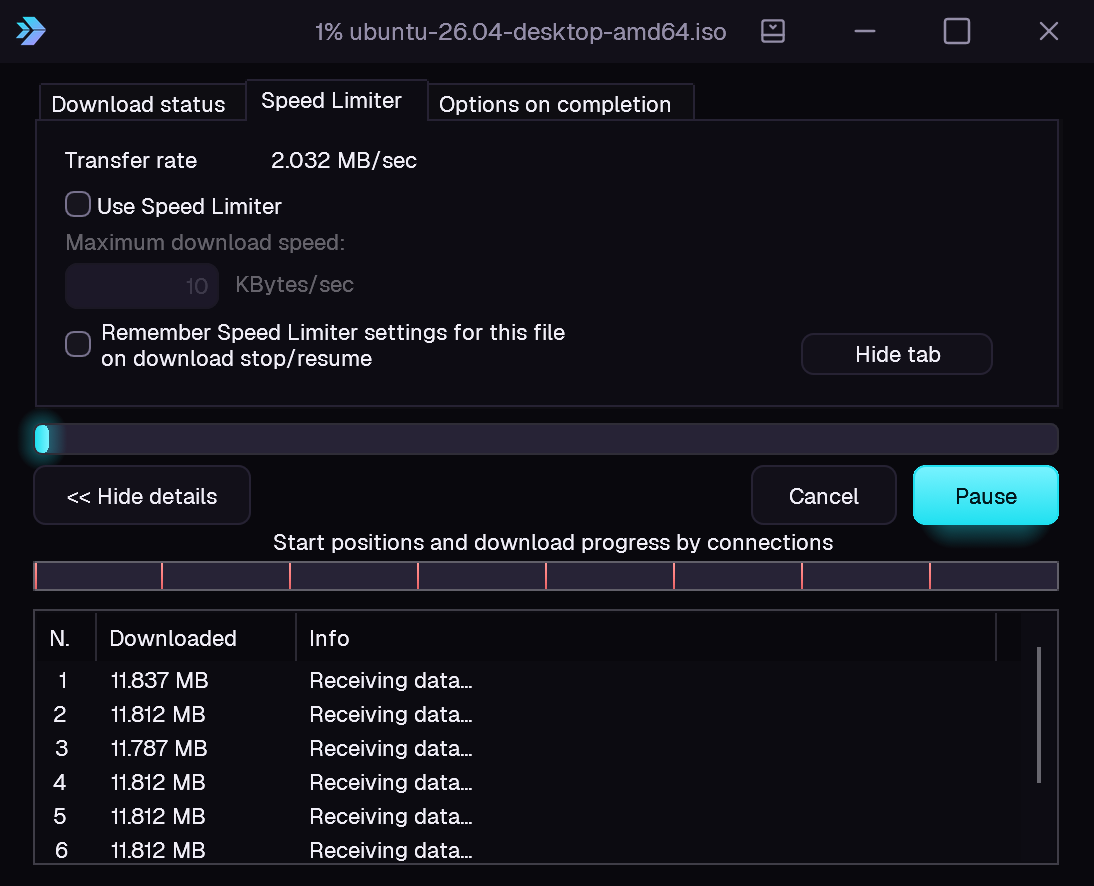 1% ubuntu-26.04-desktop-amd64.iso
Download status Speed Limiter Options on completion
Transfer rate 2.032 MB/sec
Use Speed Limiter
Maximum download speed:
10 KBytes/sec
Remember Speed Limiter settings for this file
on download stop/resume
Hide tab
<< Hide details Cancel Pause
Start positions and download progress by connections
N. Downloaded Info
1 11.837 MB Receiving data...
2 11.812 MB Receiving data...
3 11.787 MB Receiving data...
4 11.812 MB Receiving data...
5 11.812 MB Receiving data...
6 11.812 MB Receiving data...